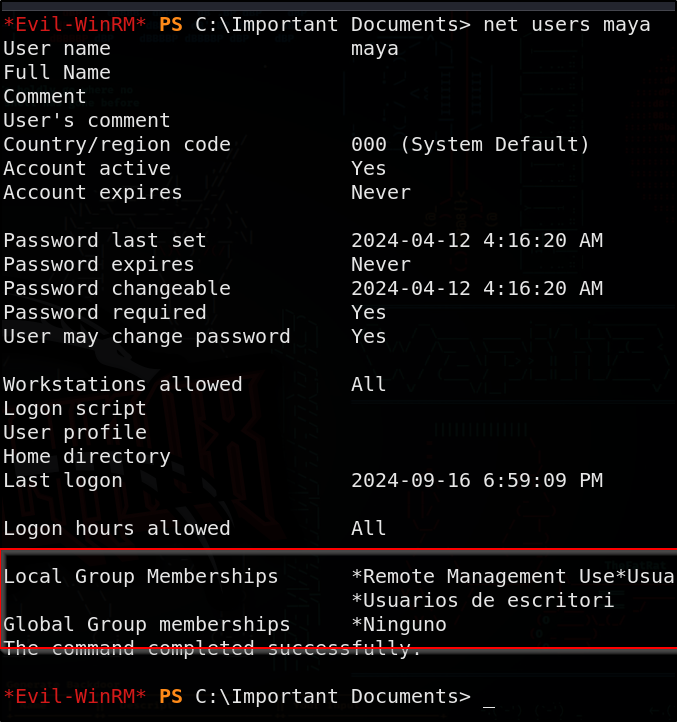 *Evil-WinRM* PS C:\Important Documents> net users maya
User name                    maya
Full Name
Comment
User's comment
Country/region code          000 (System Default)
Account active               Yes
Account expires              Never
Password last set            2024-04-12 4:16:20 AM
Password expires             Never
Password changeable          2024-04-12 4:16:20 AM
Password required            Yes
User may change password     Yes
Workstations allowed         All
Logon script
User profile
Home directory
Last logon                   2024-09-16 6:59:09 PM
Logon hours allowed          All
Local Group Memberships      *Remote Management Use*Usua
                             *Usuarios de escritori
Global Group memberships     *Ninguno
The command completed successfully.
*Evil-WinRM* PS C:\Important Documents> _